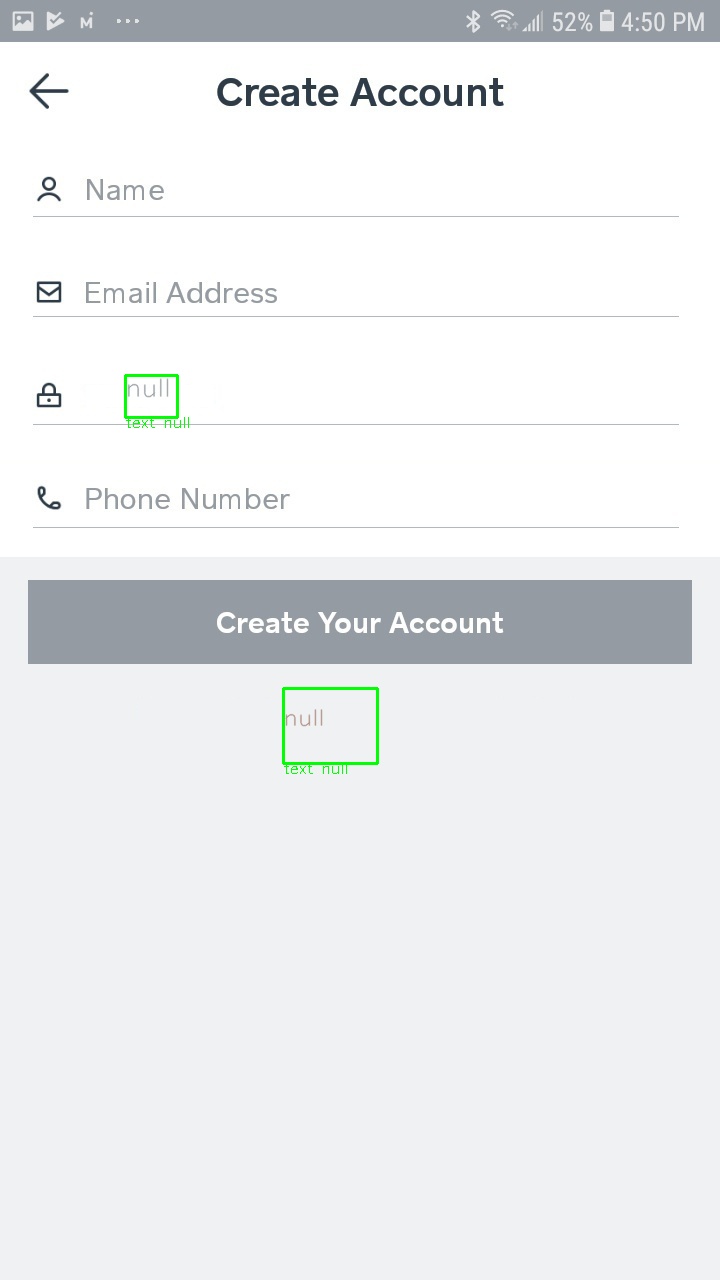 52% 4:50 PM
Create Account
Name
Email Address
null
text null
Phone Number
Create Your Account
null
text null